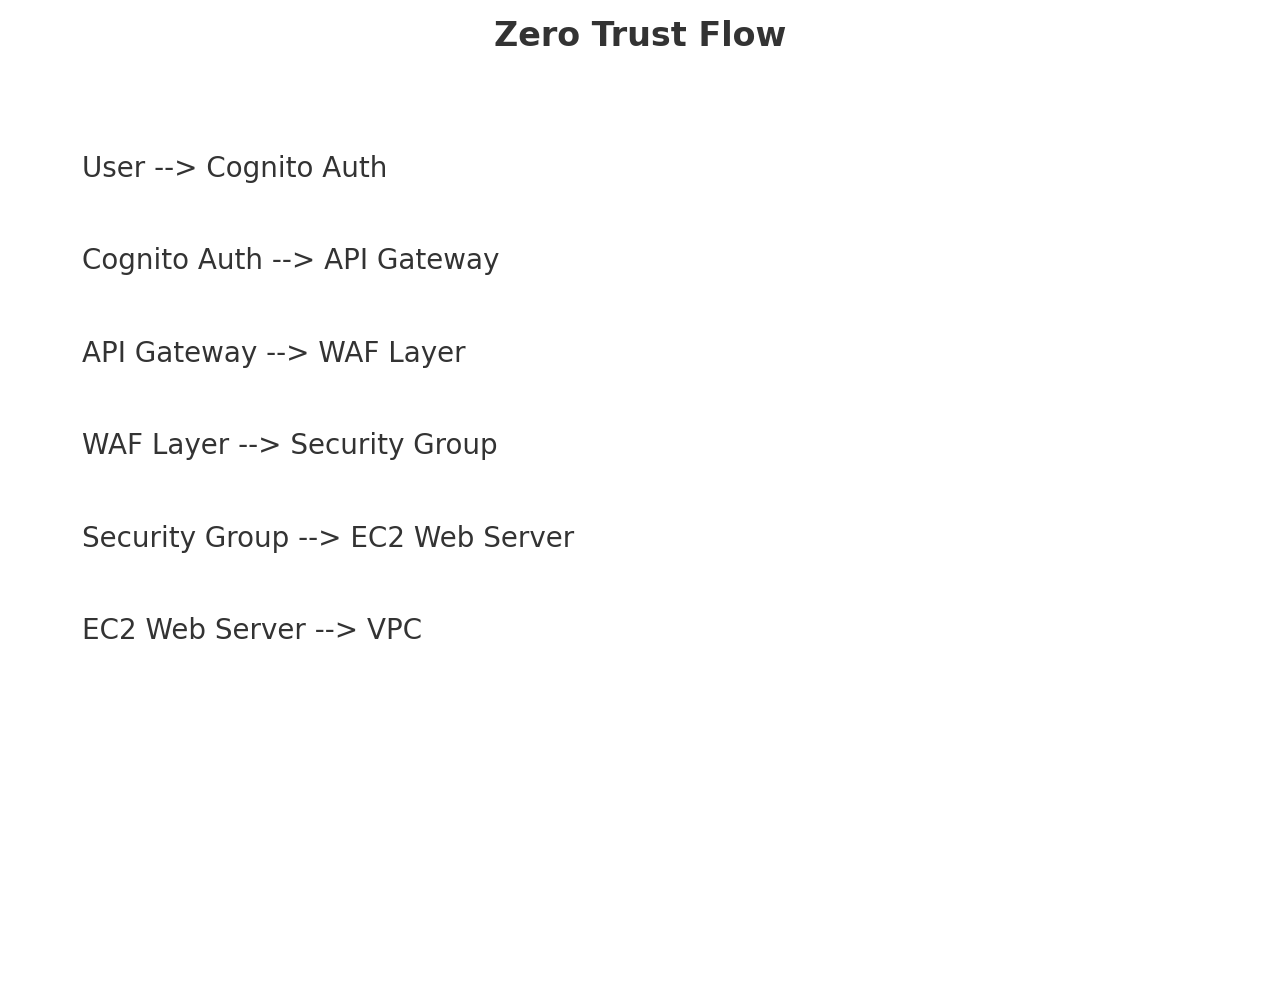 Zero Trust Flow
User --> Cognito Auth
Cognito Auth --> API Gateway
API Gateway --> WAF Layer
WAF Layer --> Security Group
Security Group --> EC2 Web Server
EC2 Web Server --> VPC